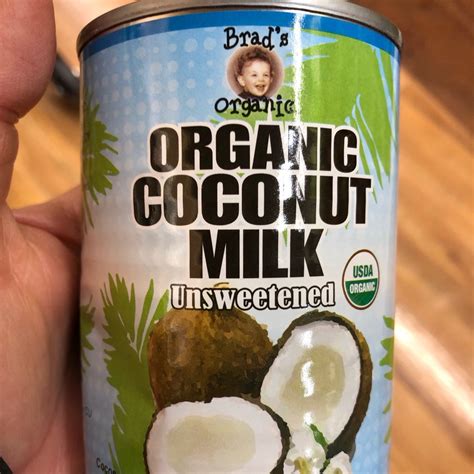 Brad's
Organic
ORGANIC
COCONUT
MILK
Unsweetened
USDA
ORGANIC